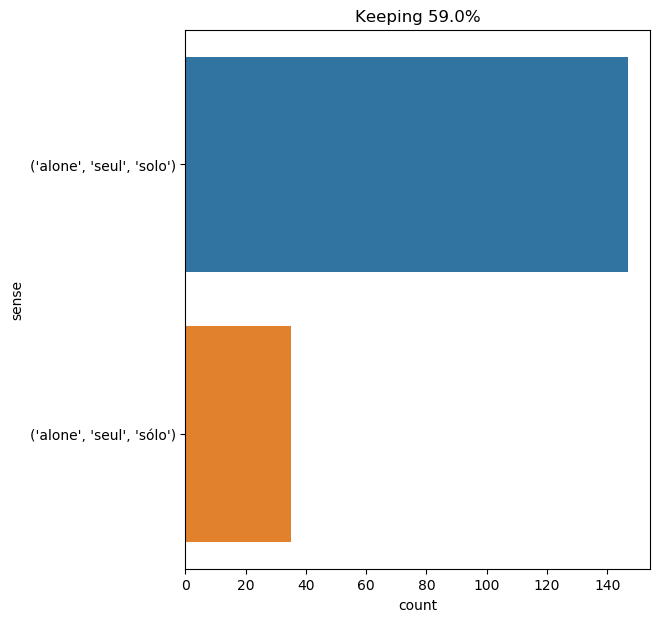 Keeping 59.0%
('alone', 'seul', 'solo')
('alone', 'seul', 'sólo')
sense
0 20 40 60 80 100 120 140
count